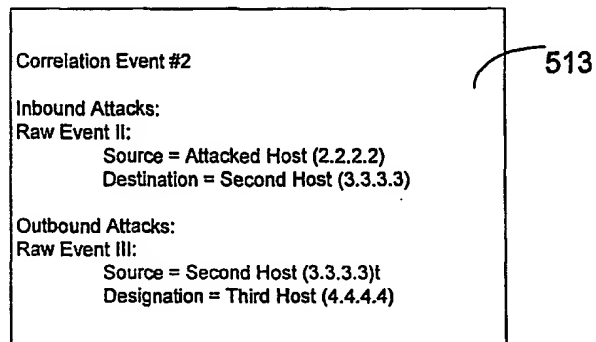 Correlation Event #2
513
Inbound Attacks:
Raw Event II:
Source = Attacked Host (2.2.2.2)
Destination = Second Host (3.3.3.3)
Outbound Attacks:
Raw Event III:
Source = Second Host (3.3.3.3)t
Designation = Third Host (4.4.4.4)